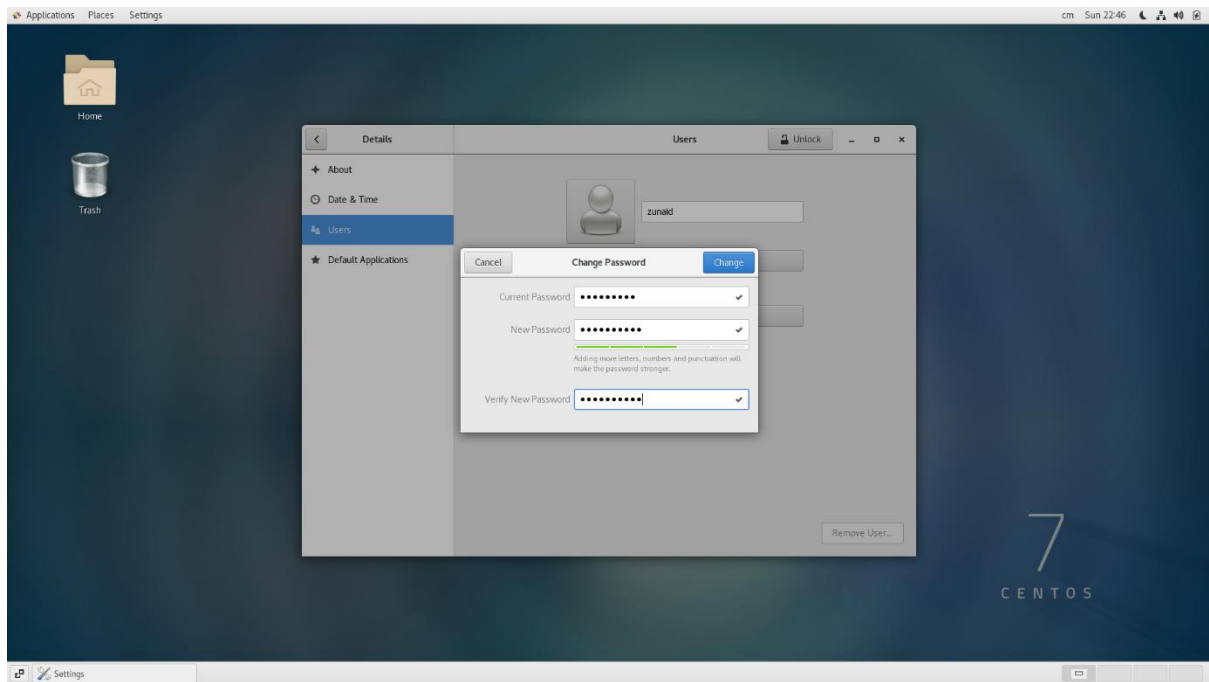 Applications Places Settings
cm Sun 22:46
Home
Trash
Details
Users
Unlock
About
Date & Time
Users
Default Applications
zunaid
Cancel
Change Password
Change
Current Password •••••••••
New Password ••••••••••
Adding more letters, numbers and punctuation will
make the password stronger.
Verify New Password ••••••••••
Remove User...
7
CENTOS
Settings